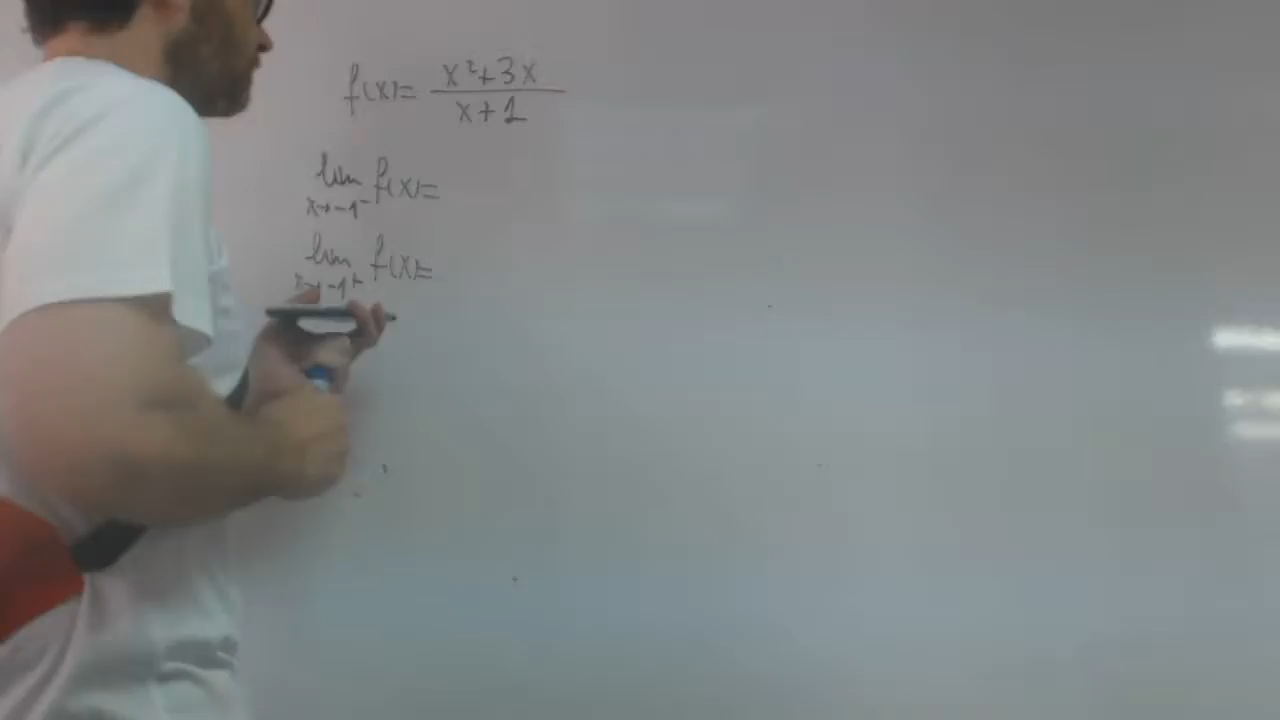 f(x)= x²+3x / x+1
lim x→-1⁻ f(x)=
lim x→-1⁺ f(x)=